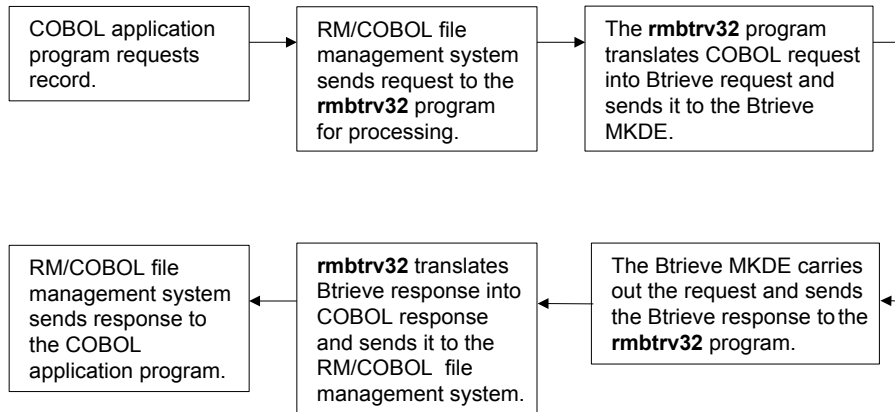 COBOL application
program requests
record.
RM/COBOL file
management system
sends request to the
rmbtrv32 program
for processing.
The rmbtrv32 program
translates COBOL request
into Btrieve request and
sends it to the Btrieve
MKDE.
RM/COBOL file
management system
sends response to
the COBOL
application program.
rmbtrv32 translates
Btrieve response into
COBOL response
and sends it to the
RM/COBOL file
management system.
The Btrieve MKDE carries
out the request and sends
the Btrieve response to the
rmbtrv32 program.